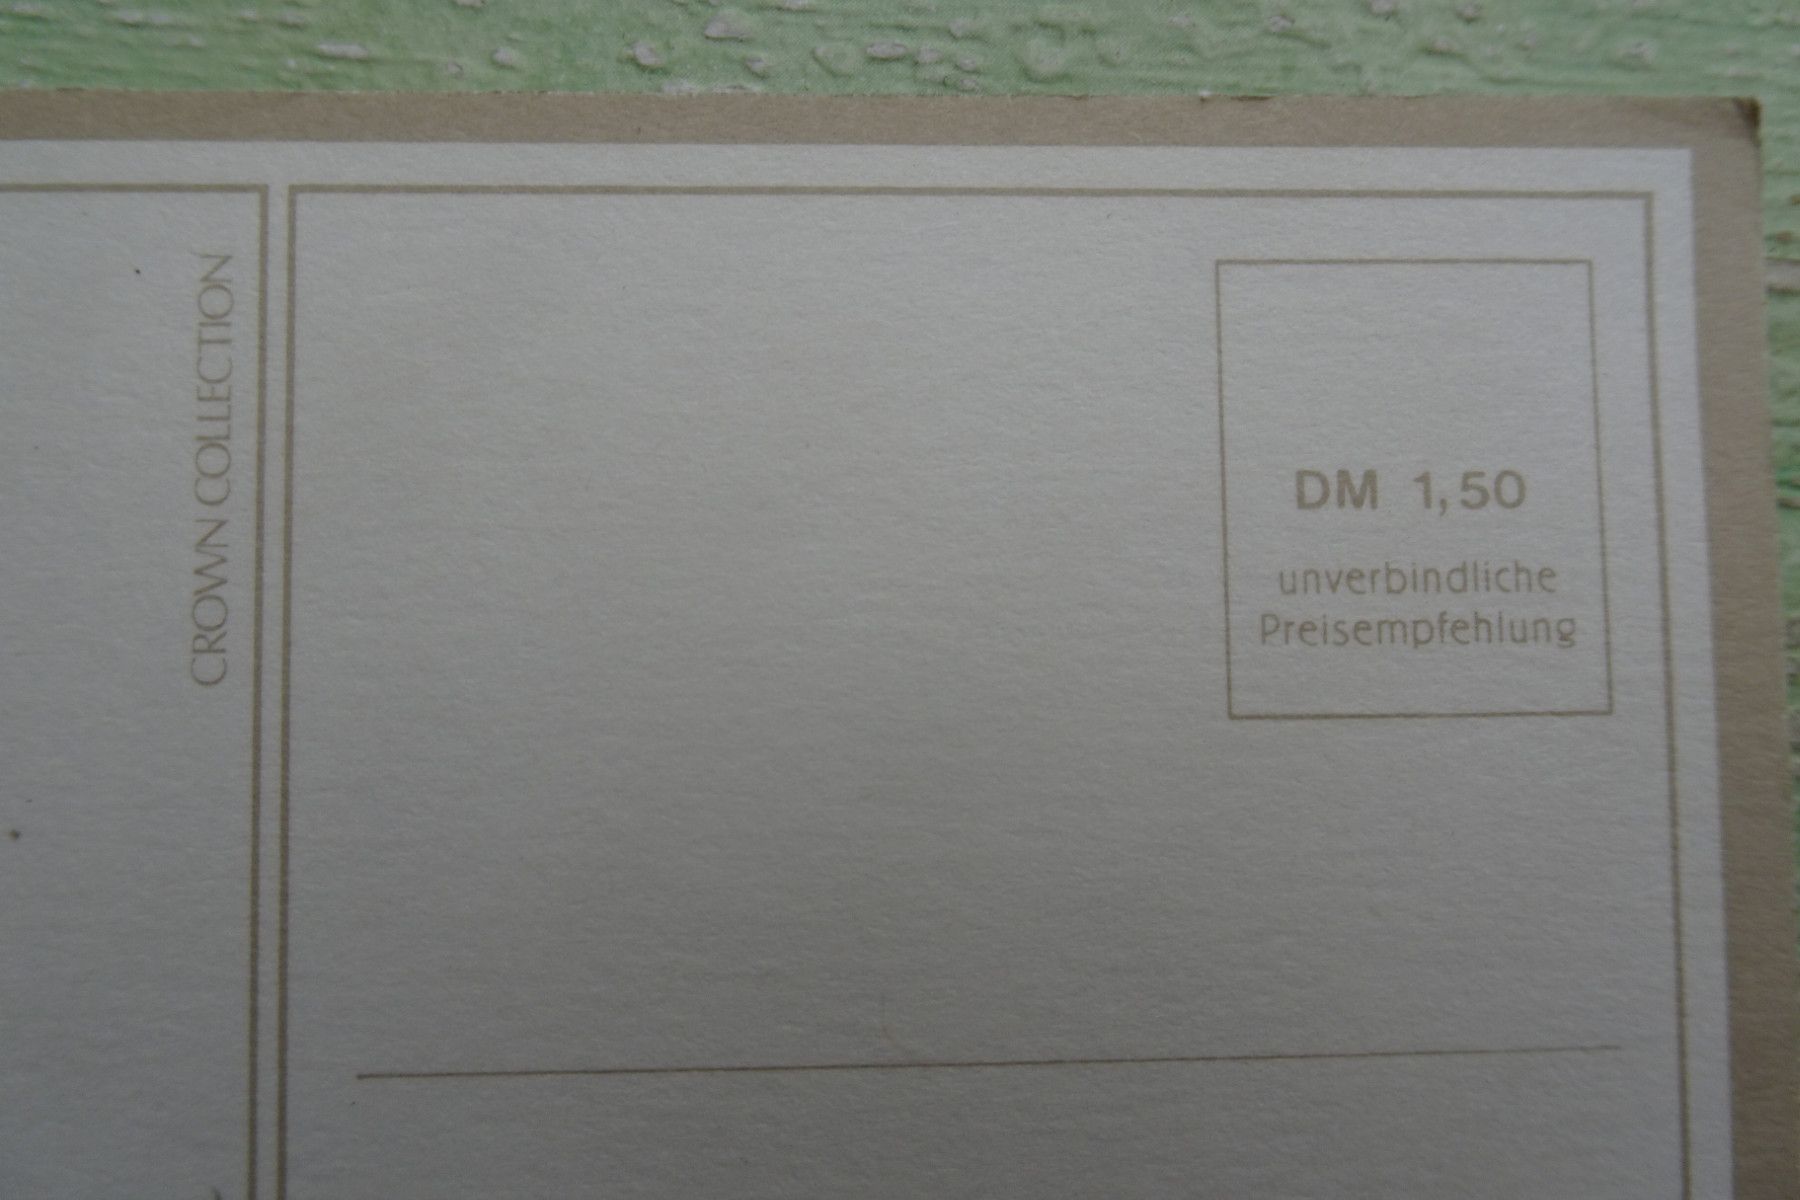 CROWN COLLECTION
DM 1,50
unverbindliche
Preisempfehlung